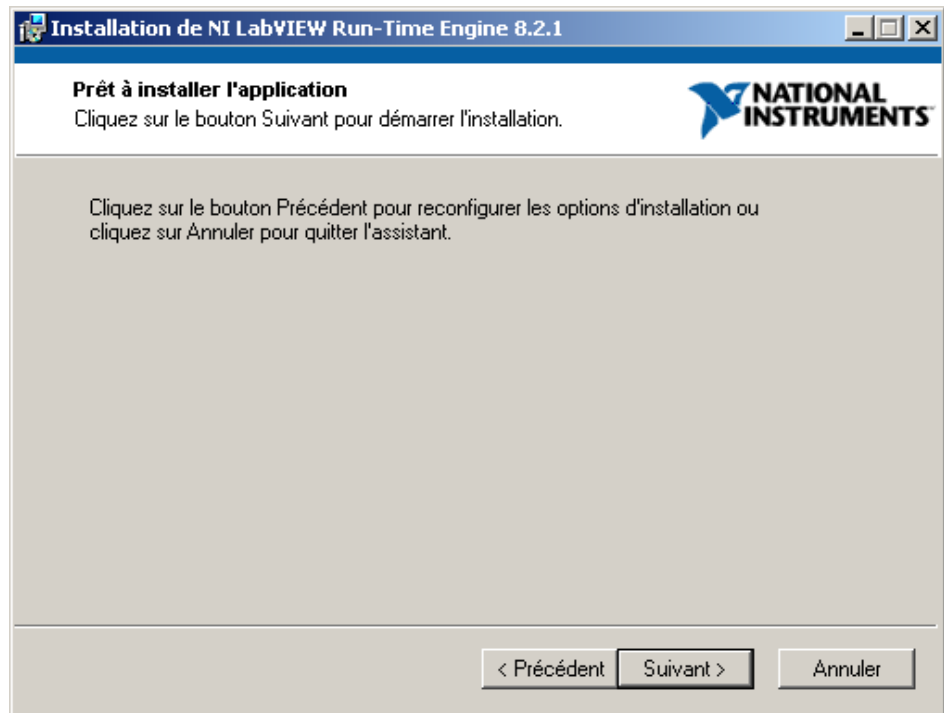 Installation de NI LabVIEW Run-Time Engine 8.2.1
Prêt à installer l'application
Cliquez sur le bouton Suivant pour démarrer l'installation.
NATIONAL
INSTRUMENTS
Cliquez sur le bouton Précédent pour reconfigurer les options d'installation ou
cliquez sur Annuler pour quitter l'assistant.
< Précédent Suivant > Annuler